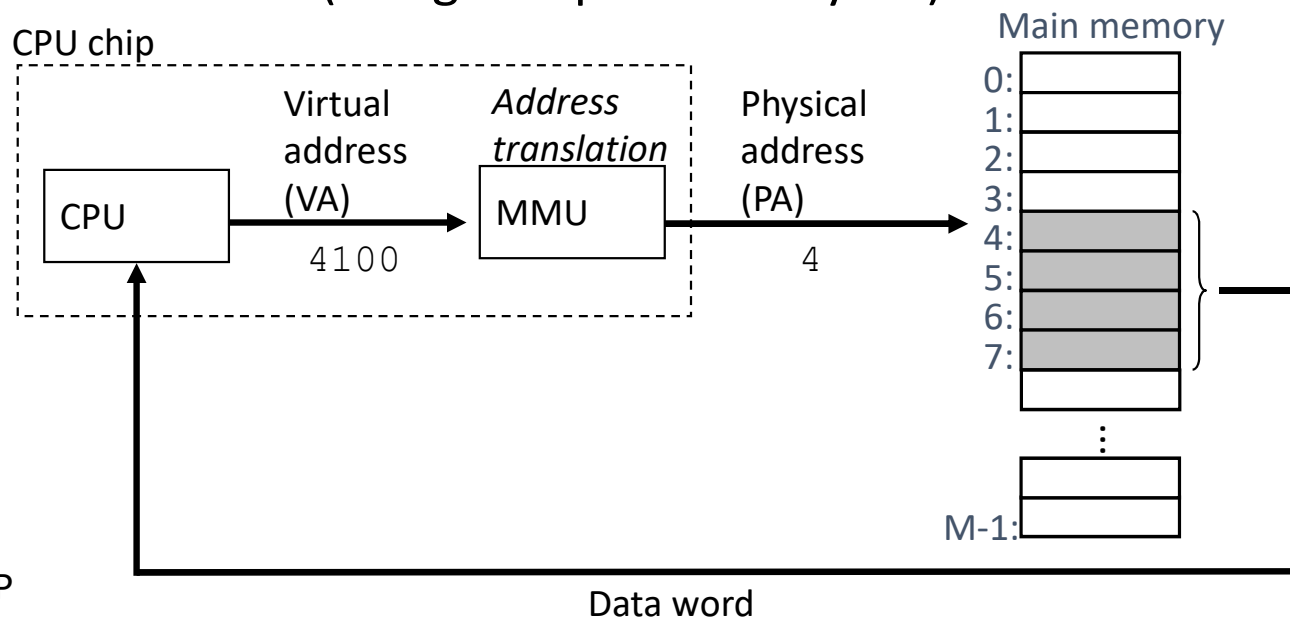 CPU chip
Main memory
Virtual
address
(VA)
Address
translation
Physical
address
(PA)
CPU
MMU
4100
4
0:
1:
2:
3:
4:
5:
6:
7:
⋮
M-1:
P
Data word